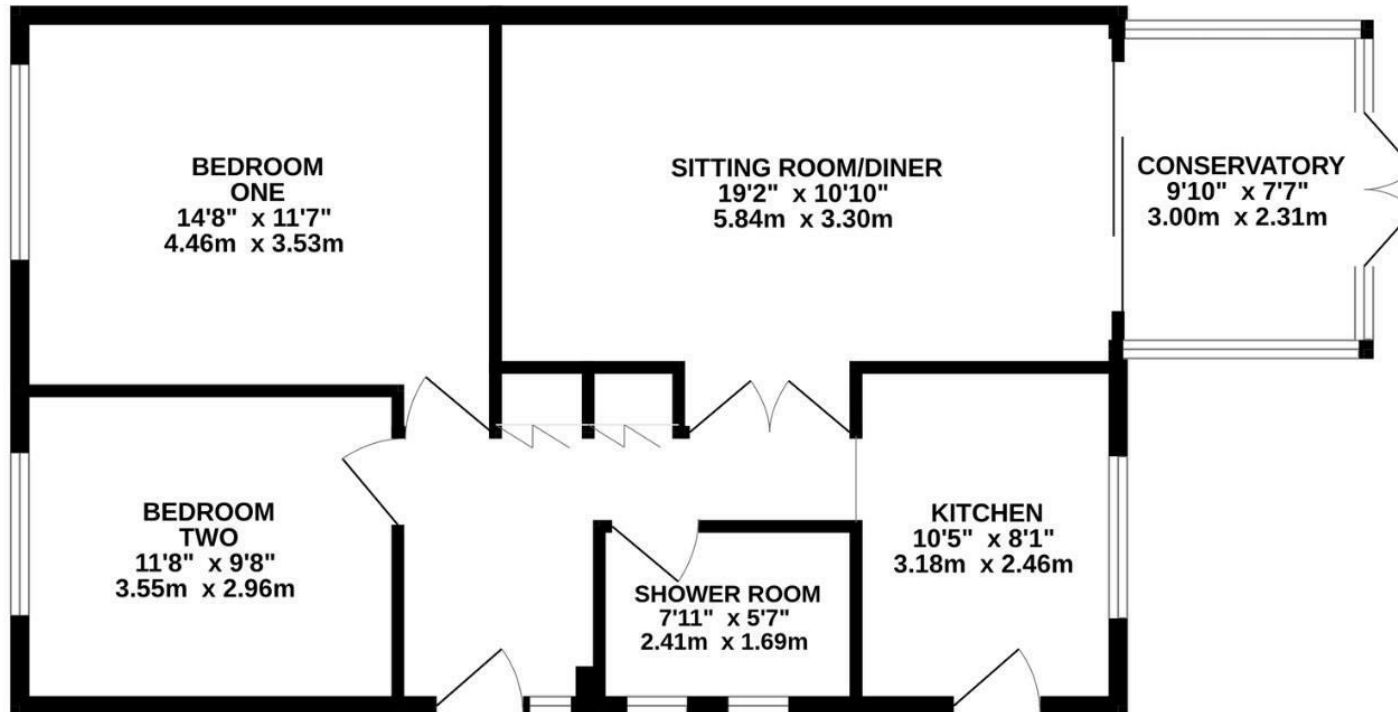 BEDROOM
ONE
14'8" x 11'7"
4.46m x 3.53m
SITTING ROOM/DINER
19'2" x 10'10"
5.84m x 3.30m
CONSERVATORY
9'10" x 7'7"
3.00m x 2.31m
BEDROOM
TWO
11'8" x 9'8"
3.55m x 2.96m
SHOWER ROOM
7'11" x 5'7"
2.41m x 1.69m
KITCHEN
10'5" x 8'1"
3.18m x 2.46m